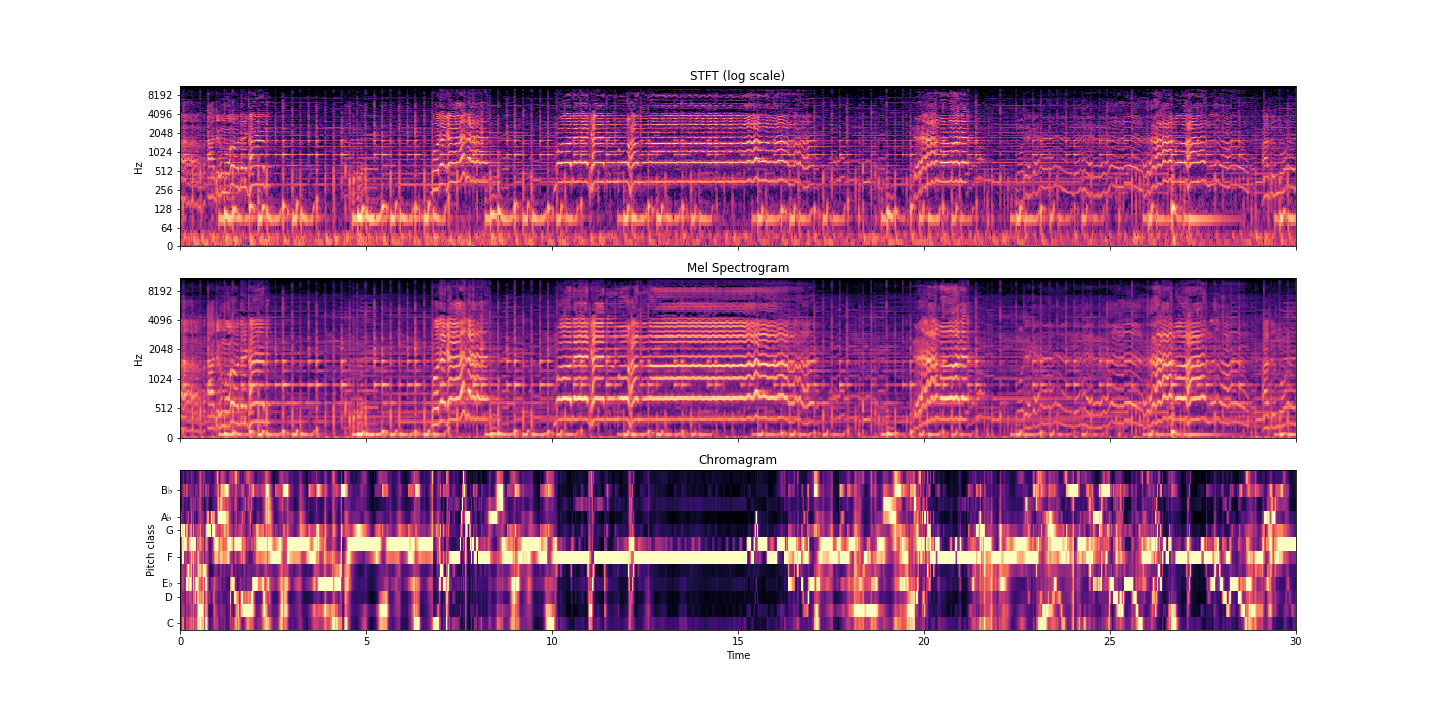 STFT (log scale)
8192
4096
2048
1024
512
256
128
64
0
Hz
Mel Spectrogram
8192
4096
2048
1024
512
0
Hz
Chromagram
B♭
A♭
G
F
E♭
D
C
Pitch class
0 5 10 15 20 25 30
Time